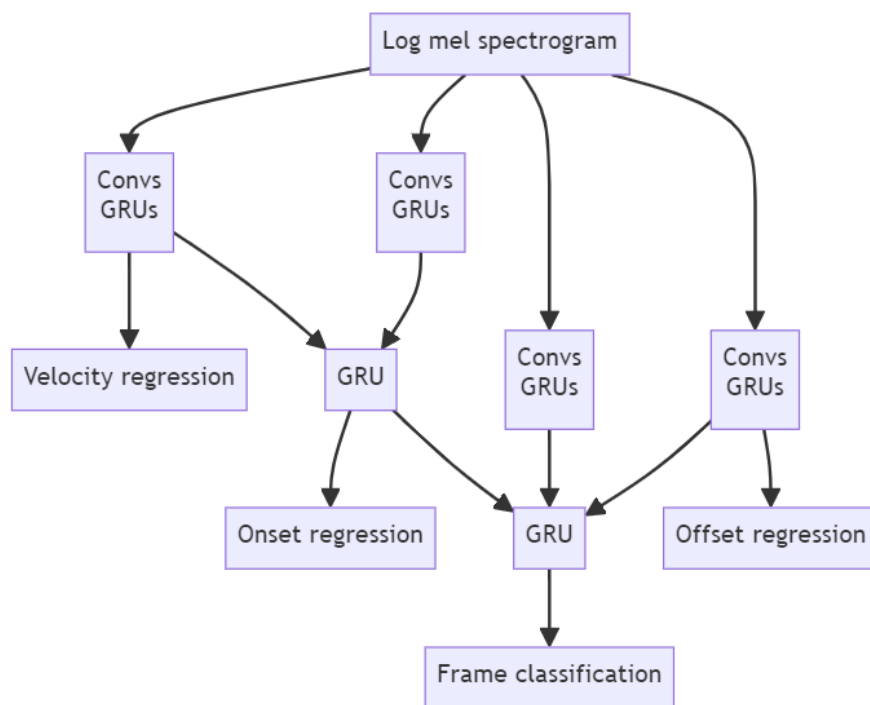 Log mel spectrogram
Convs
GRUs
Convs
GRUs
Convs
GRUs
Convs
GRUs
Velocity regression
GRU
Onset regression
GRU
Offset regression
Frame classification